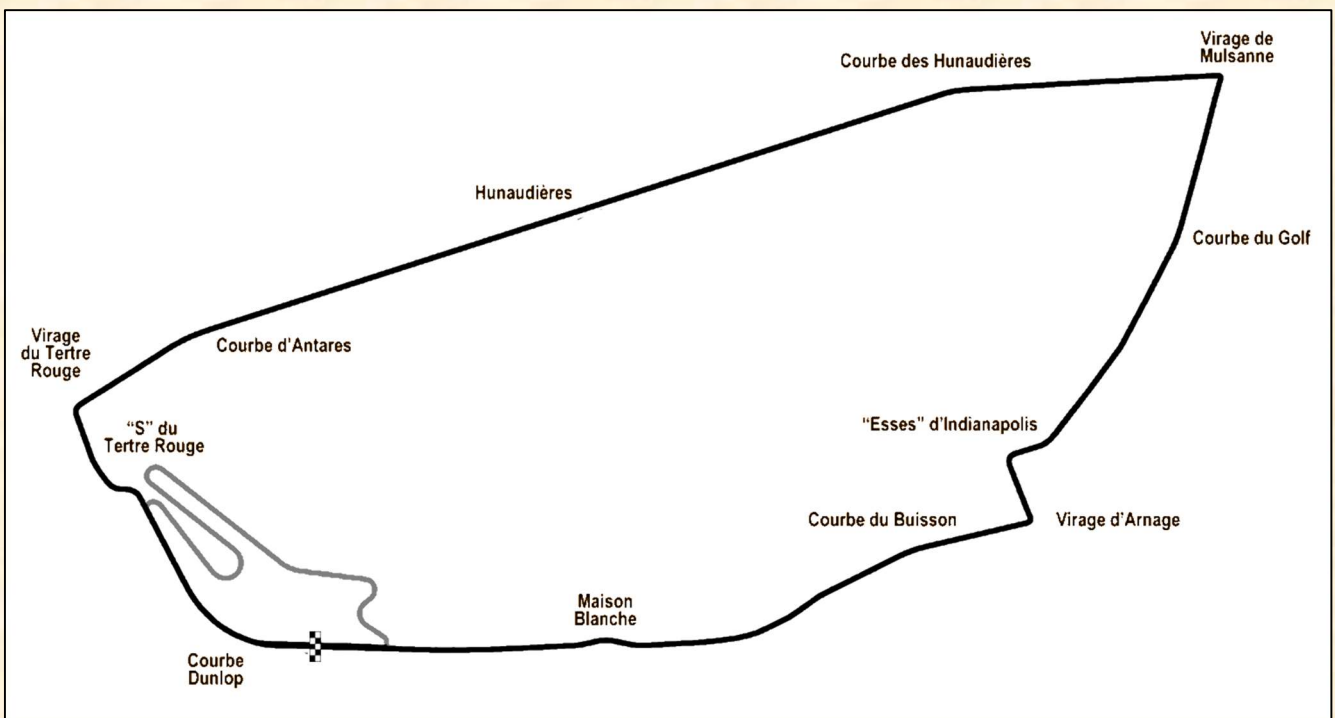 Virage de
Mulsanne
Courbe des Hunaudières
Hunaudières
Courbe du Golf
Virage
du Tertre
Rouge
Courbe d'Antares
“S” du
Tertre Rouge
“Esses” d'Indianapolis
Courbe du Buisson
Virage d'Arnage
Maison
Blanche
Courbe
Dunlop